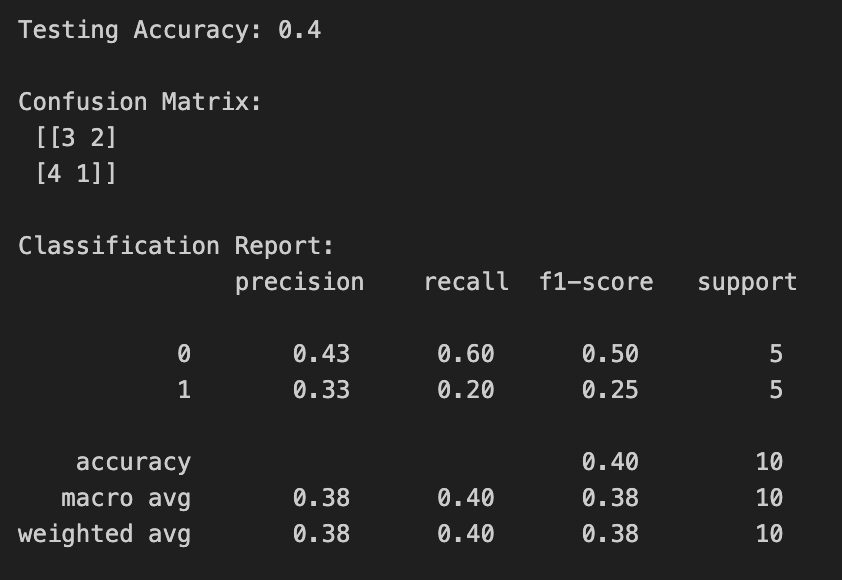 Testing Accuracy: 0.4
Confusion Matrix:
[[3 2]
[4 1]]
Classification Report:
precision recall f1-score support
0 0.43 0.60 0.50 5
1 0.33 0.20 0.25 5
accuracy 0.40 10
macro avg 0.38 0.40 0.38 10
weighted avg 0.38 0.40 0.38 10